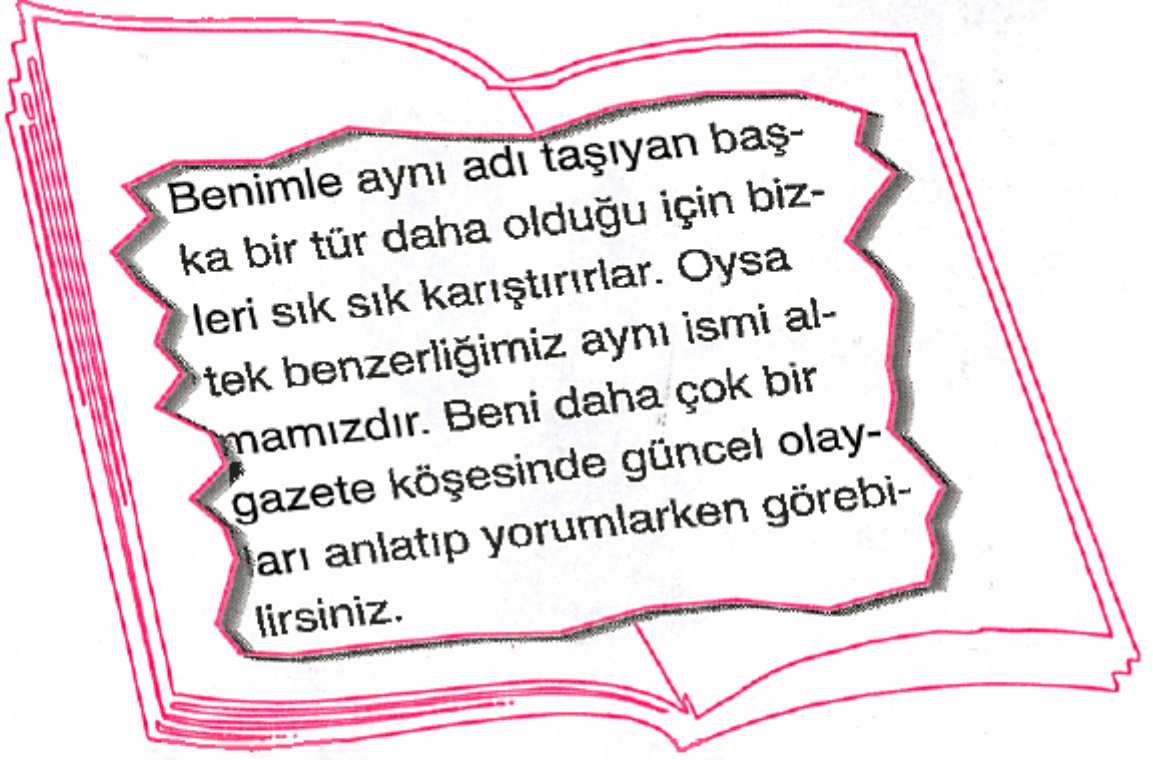 Benimle aynı adı taşıyan baş-
ka bir tür daha olduğu için biz-
leri sık sık karıştırırlar. Oysa
tek benzerliğimiz aynı ismi al-
mamızdır. Beni daha çok bir
gazete köşesinde güncel olay-
ları anlatıp yorumlarken görebi-
lirsiniz.